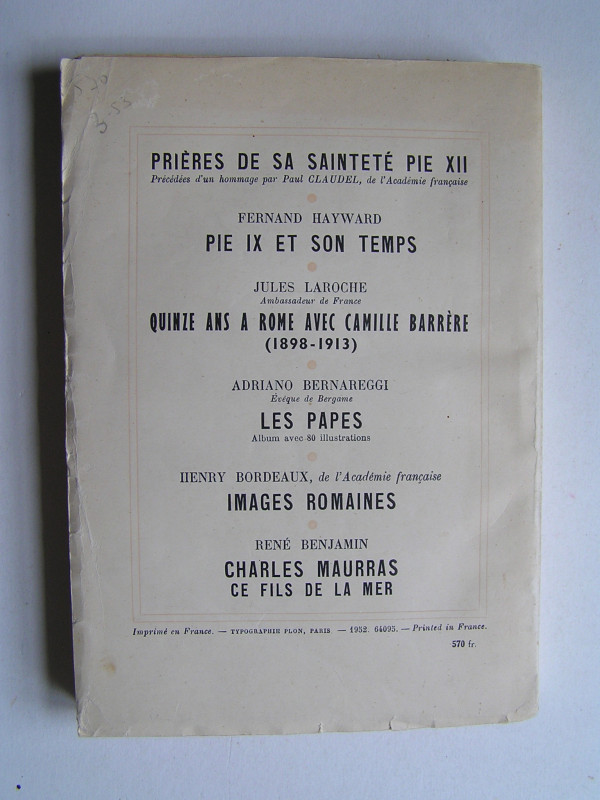 PRIÈRES DE SA SAINTETÉ PIE XII
Précédées d'un hommage par Paul CLAUDEL, de l'Académie française
FERNAND HAYWARD
PIE IX ET SON TEMPS
JULES LAROCHE
Ambassadeur de France
QUINZE ANS A ROME AVEC CAMILLE BARRÈRE
(1898-1913)
ADRIANO BERNAREGGI
Evéque de Bergame
LES PAPES
Album avec 80 illustrations
HENRY BORDEAUX, de l'Académie française
IMAGES ROMAINES
RENÉ BENJAMIN
CHARLES MAURRAS
CE FILS DE LA MER
Imprimé en France. — TYPOGRAPHIE PLON, PARIS — 1952. 64095. — Printed in France.
570 fr.